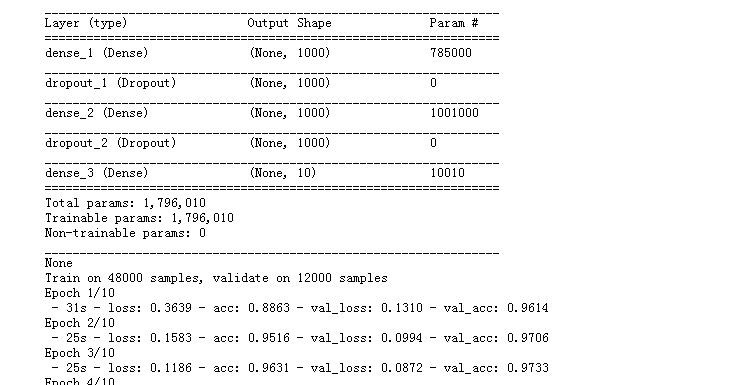 Layer (type) Output Shape Param #
=================================================================
dense_1 (Dense) (None, 1000) 785000
_________________________________________________________________
dropout_1 (Dropout) (None, 1000) 0
_________________________________________________________________
dense_2 (Dense) (None, 1000) 1001000
_________________________________________________________________
dropout_2 (Dropout) (None, 1000) 0
_________________________________________________________________
dense_3 (Dense) (None, 10) 10010
=================================================================
Total params: 1,796,010
Trainable params: 1,796,010
Non-trainable params: 0
_________________________________________________________________
None
Train on 48000 samples, validate on 12000 samples
Epoch 1/10
 - 31s - loss: 0.3639 - acc: 0.8863 - val_loss: 0.1310 - val_acc: 0.9614
Epoch 2/10
 - 25s - loss: 0.1583 - acc: 0.9516 - val_loss: 0.0994 - val_acc: 0.9706
Epoch 3/10
 - 25s - loss: 0.1186 - acc: 0.9631 - val_loss: 0.0872 - val_acc: 0.9733
Epoch 4/10